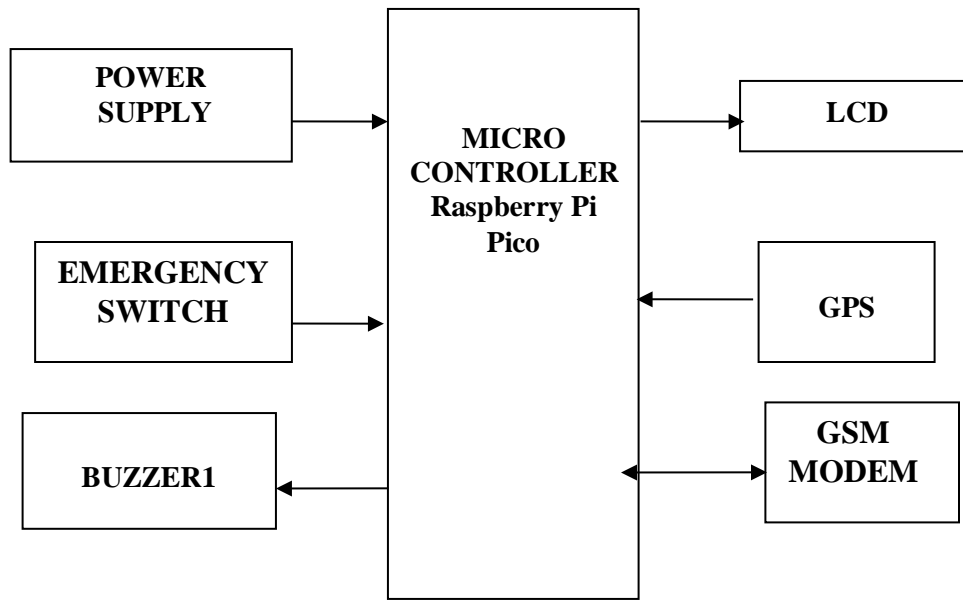 POWER
SUPPLY
MICRO
CONTROLLER
Raspberry Pi
Pico
LCD
EMERGENCY
SWITCH
GPS
BUZZER1
GSM
MODEM